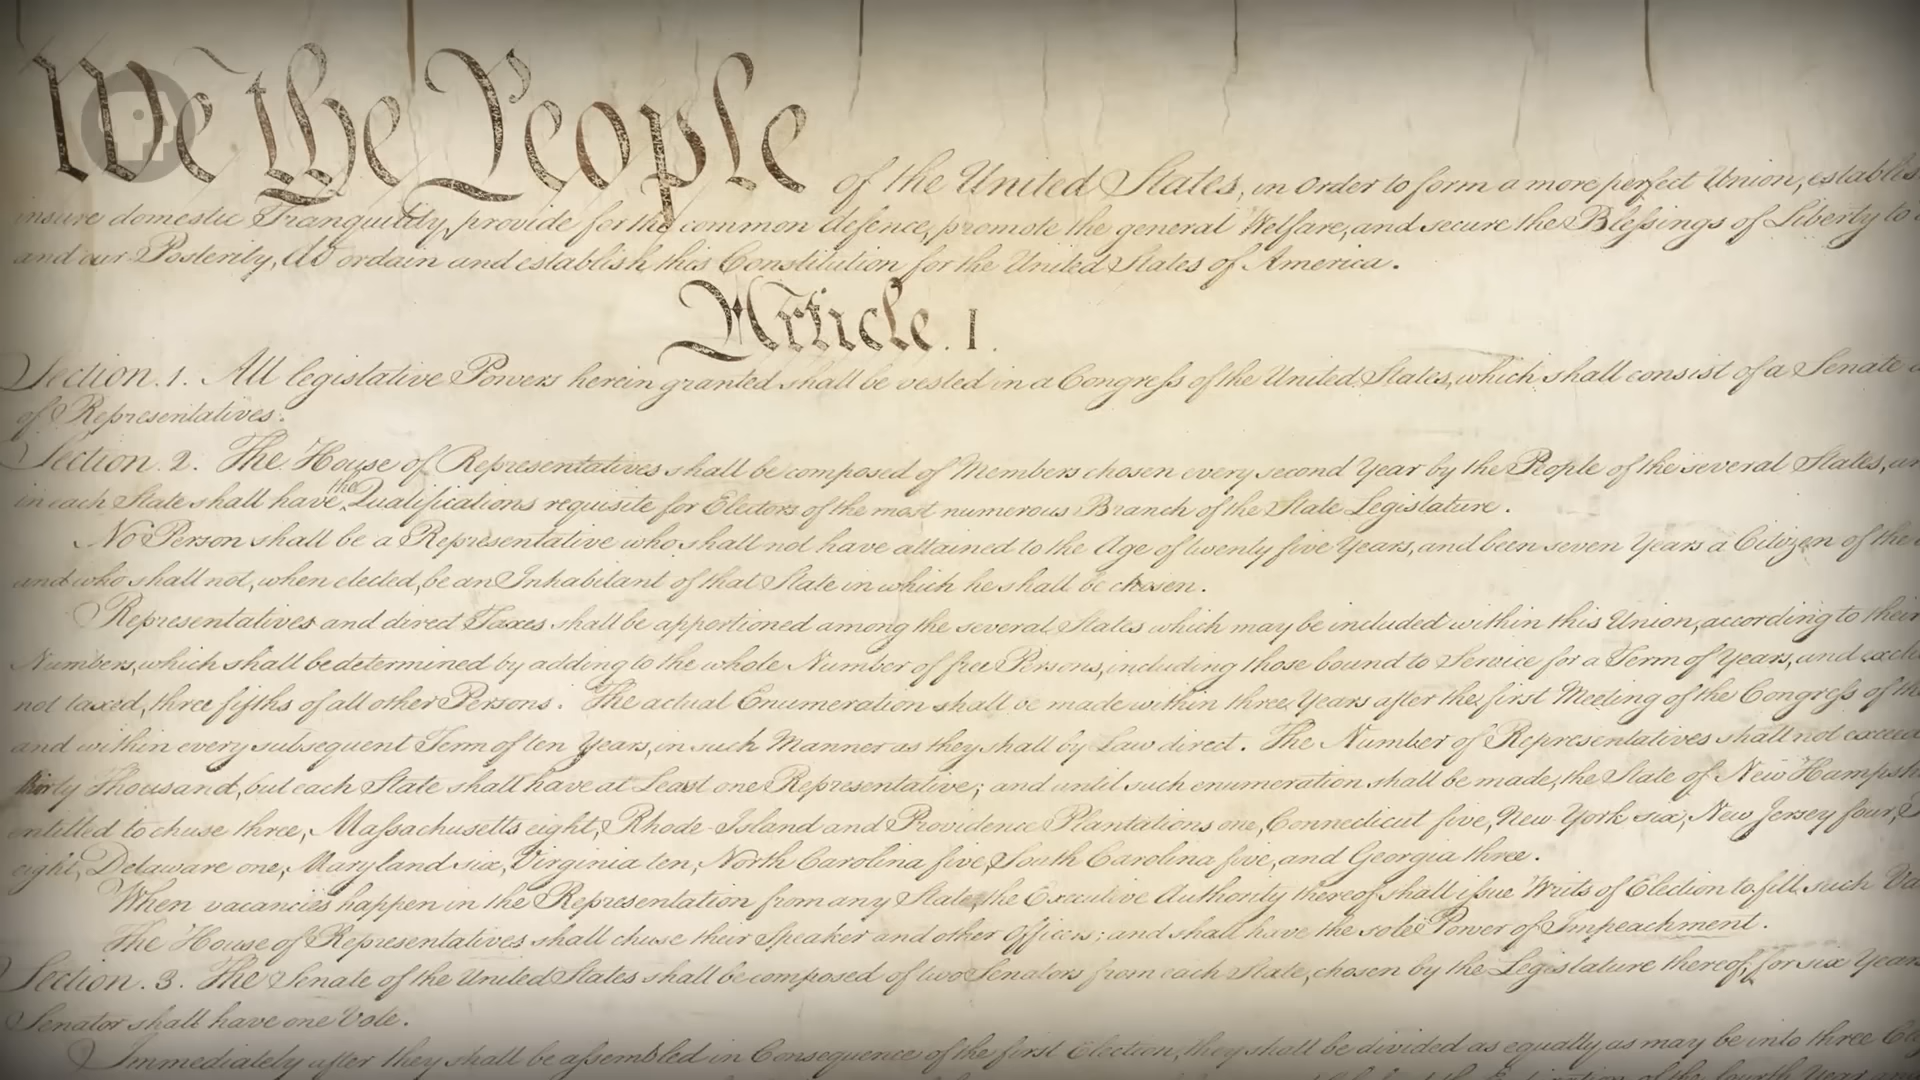 We the People of the United States, in Order to form a more perfect Union, establis
insure domestic Tranquility, provide for the common defence, promote the general Welfare, and secure the Blessings of Liberty to
and our Posterity, do ordain and establish this Constitution for the United States of America.
Article. I.
Section. 1. All legislative Powers herein granted shall be vested in a Congress of the United States, which shall consist of a Senate
of Representatives.
Section. 2. The House of Representatives shall be composed of Members chosen every second Year by the People of the several States,
in each State shall have the Qualifications requisite for Electors of the most numerous Branch of the State Legislature.
No Person shall be a Representative who shall not have attained to the Age of twenty five Years, and been seven Years a Citizen of the
and who shall not, when elected, be an Inhabitant of that State in which he shall be chosen.
Representatives and direct Taxes shall be apportioned among the several States which may be included within this Union, according to their
Numbers, which shall be determined by adding to the whole Number of free Persons, including those bound to Service for a Term of Years, and exclu
not taxed, three fifths of all other Persons. The actual Enumeration shall be made within three Years after the first Meeting of the Congress of the
and within every subsequent Term of ten Years, in such Manner as they shall by Law direct. The Number of Representatives shall not exceed
thirty Thousand, but each State shall have at Least one Representative; and until such enumeration shall be made, the State of New Hampsh
entitled to chuse three, Massachusetts eight, Rhode-Island and Providence Plantations one, Connecticut five, New-York six, New Jersey four,
eight, Delaware one, Maryland six, Virginia ten, North Carolina five, South Carolina five, and Georgia three.
When vacancies happen in the Representation from any State, the Executive Authority thereof shall issue Writs of Election to fill such Va
The House of Representatives shall chuse their Speaker and other Officers; and shall have the sole Power of Impeachment.
Section. 3. The Senate of the United States shall be composed of two Senators from each State, chosen by the Legislature thereof, for six Years
Senator shall have one Vote.
Immediately after they shall be assembled in Consequence of the first Election, they shall be divided as equally as may be into three Cl
of the fourth Year